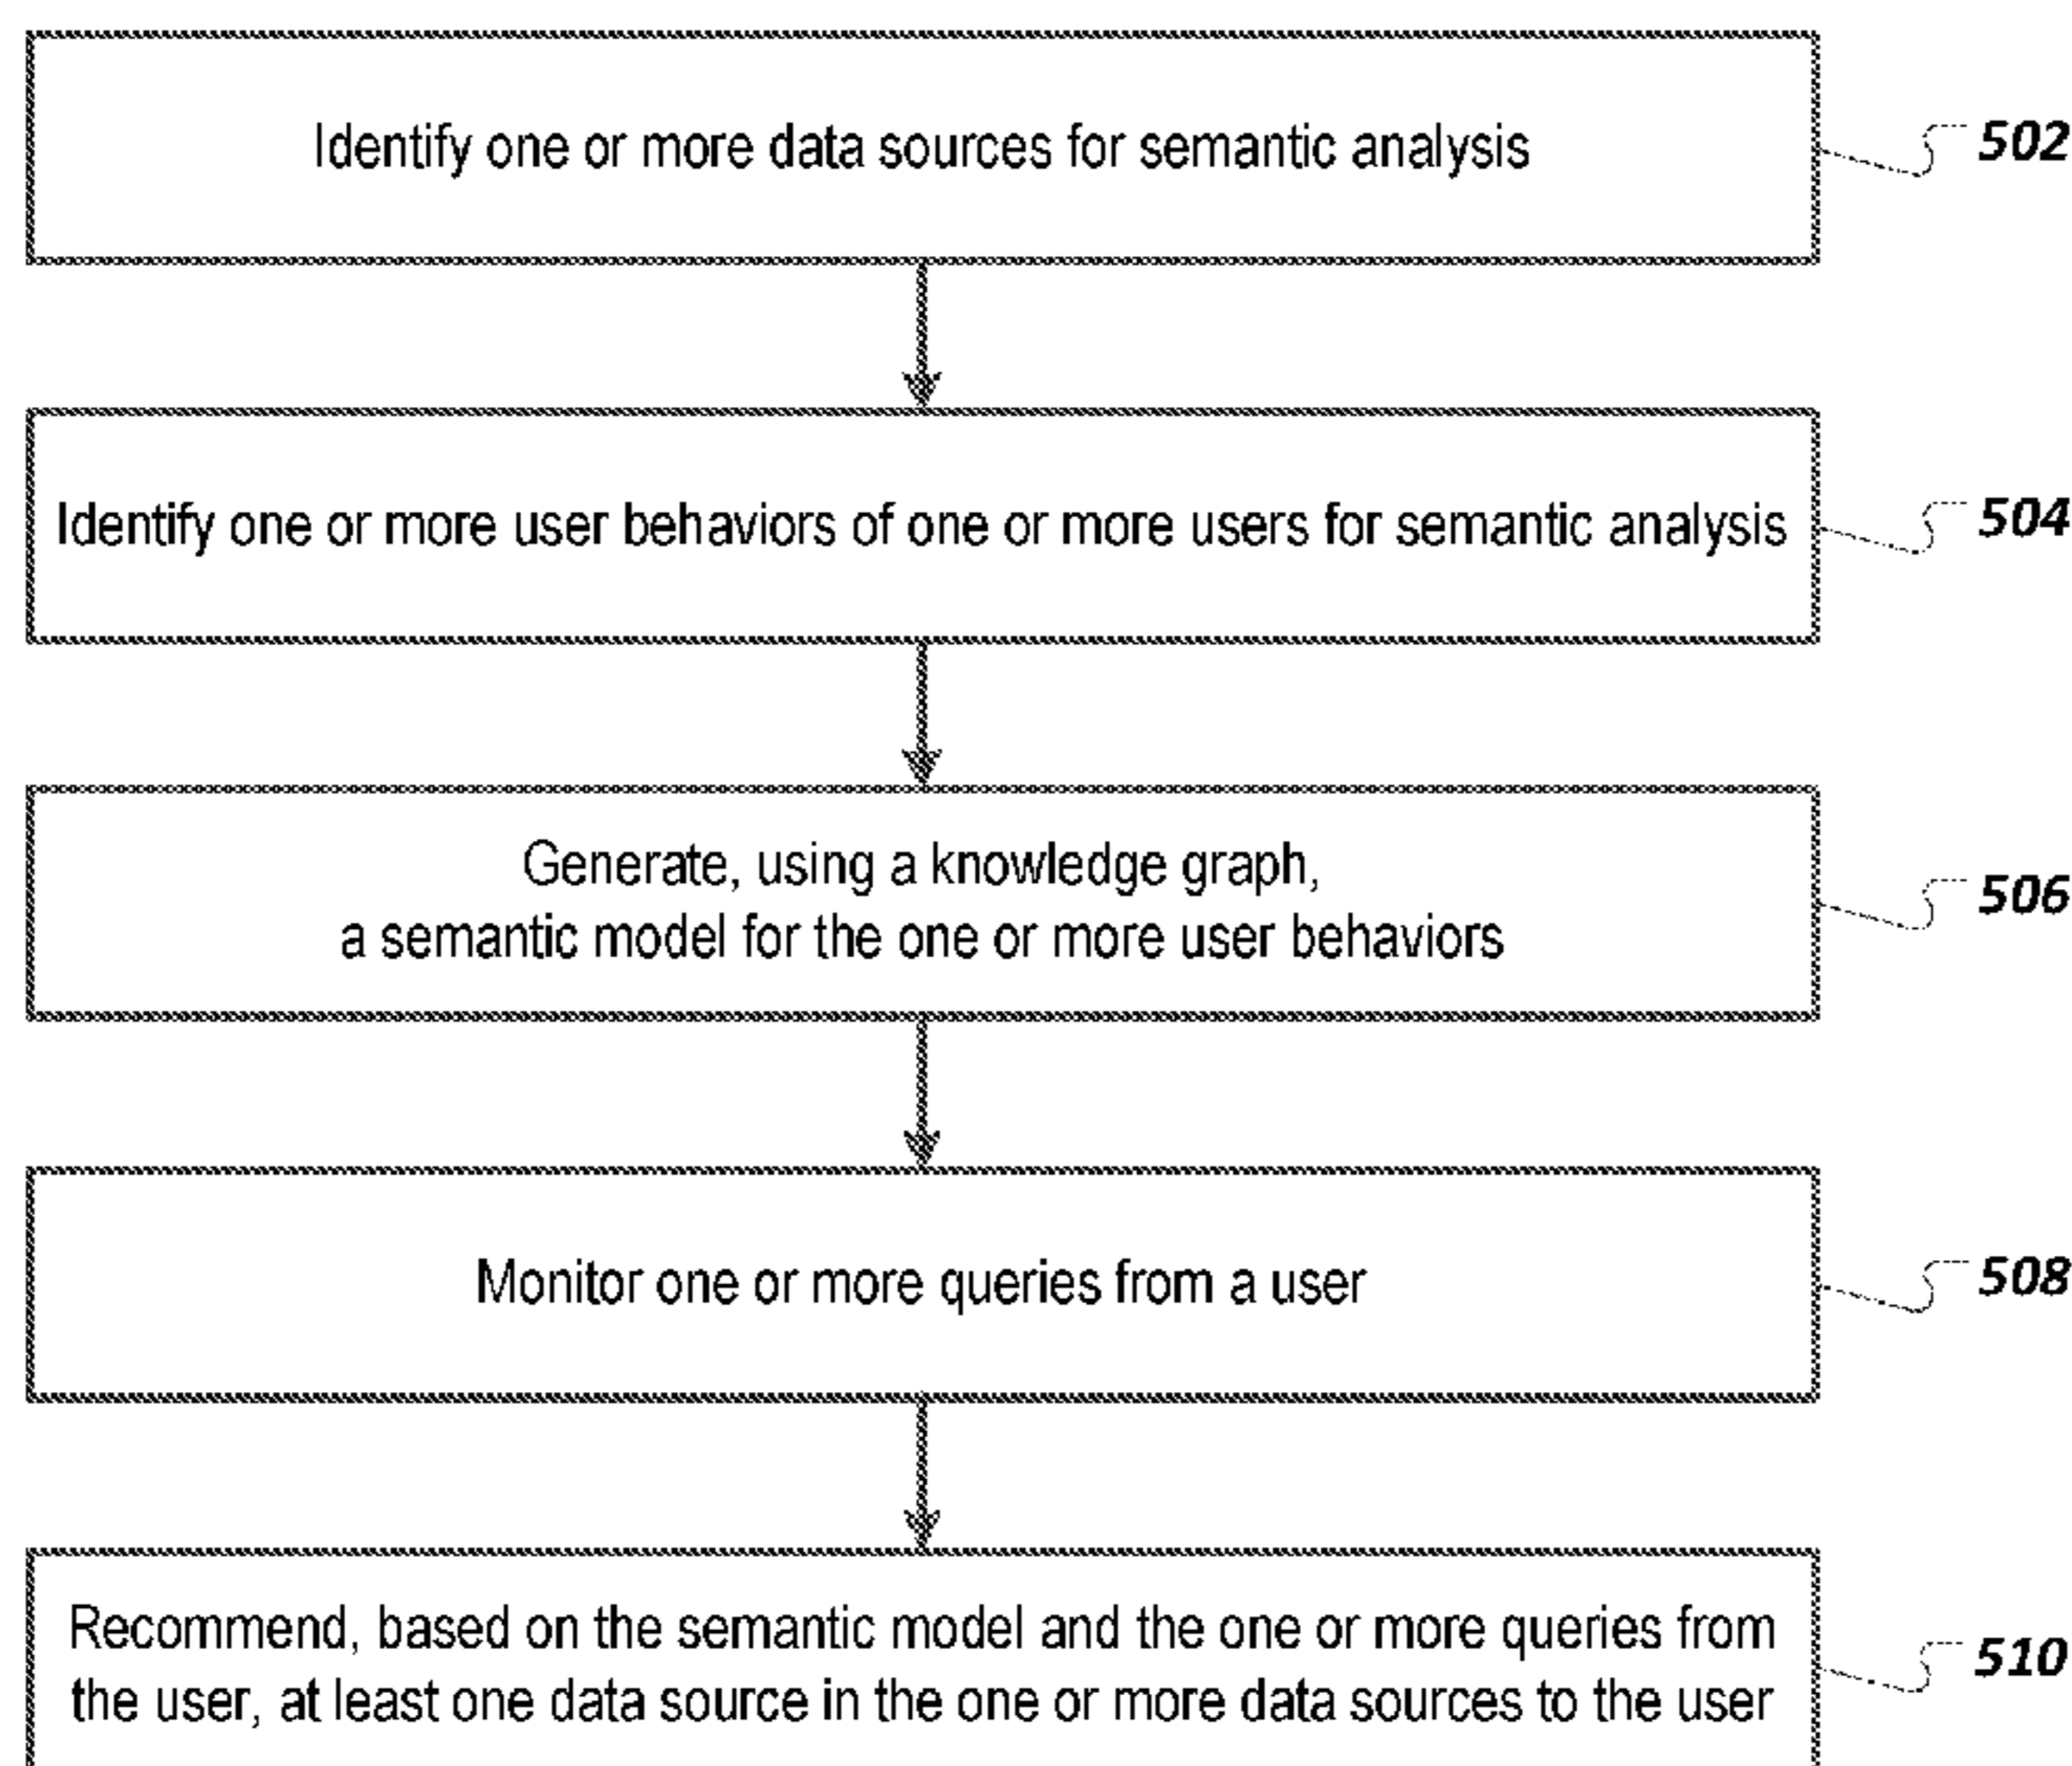 Identify one or more data sources for semantic analysis
502
Identify one or more user behaviors of one or more users for semantic analysis
504
Generate, using a knowledge graph,
a semantic model for the one or more user behaviors
506
Monitor one or more queries from a user
508
Recommend, based on the semantic model and the one or more queries from
the user, at least one data source in the one or more data sources to the user
510